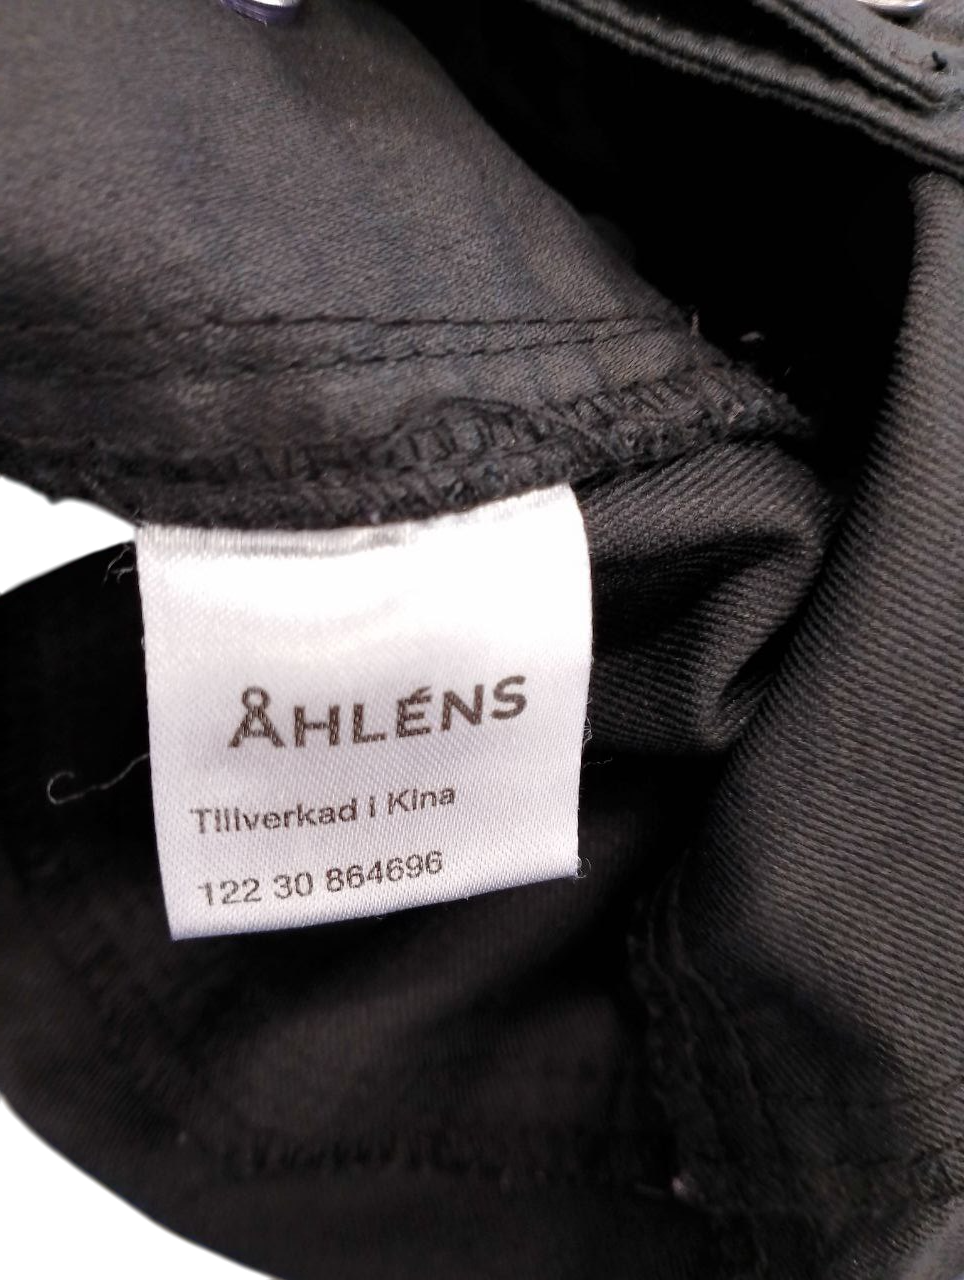 ÅHLÉNS
Tillverkad i Kina
122 30 864696